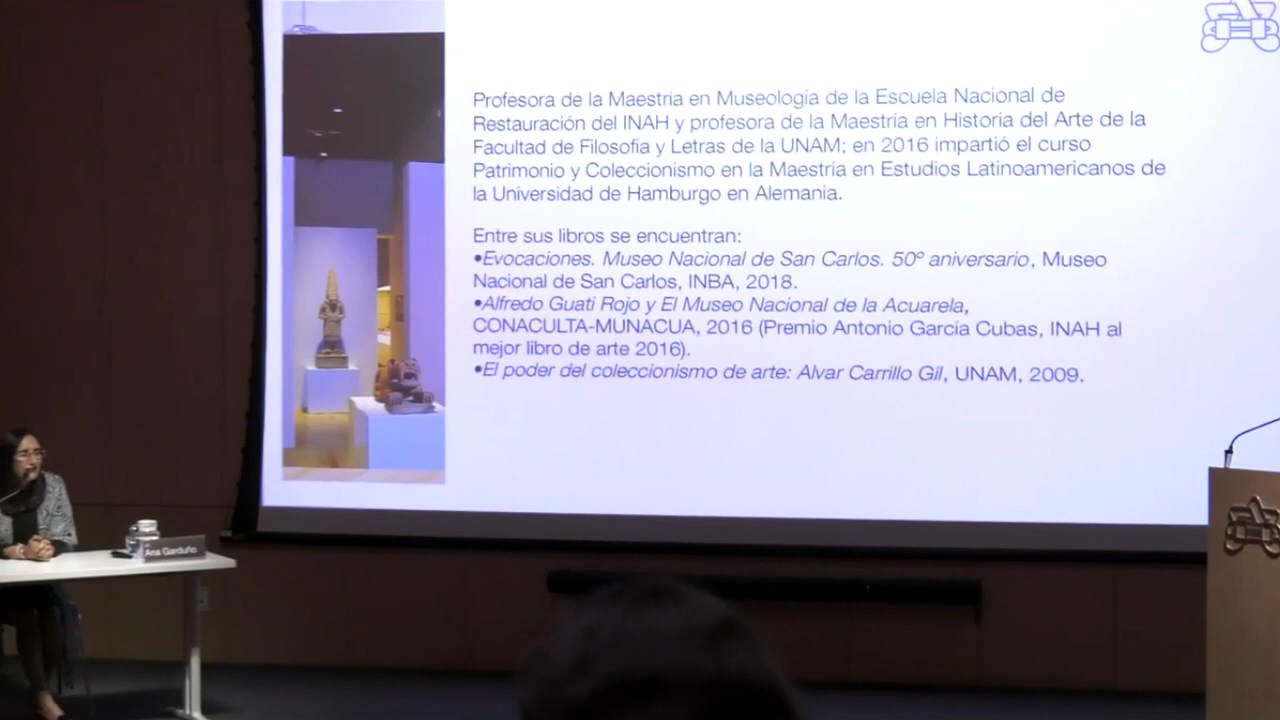 Profesora de la Maestria en Museología de la Escuela Nacional de
Restauración del INAH y profesora de la Maestría en Historia del Arte de la
Facultad de Filosofía y Letras de la UNAM; en 2016 impartió el curso
Patrimonio y Coleccionismo en la Maestría en Estudios Latinoamericanos de
la Universidad de Hamburgo en Alemania.
Entre sus libros se encuentran:
•Evocaciones. Museo Nacional de San Carlos. 50º aniversario, Museo
Nacional de San Carlos, INBA, 2018.
•Alfredo Guati Rojo y El Museo Nacional de la Acuarela,
CONACULTA-MUNACUA, 2016 (Premio Antonio García Cubas, INAH al
mejor libro de arte 2016).
•El poder del coleccionismo de arte: Alvar Carrillo Gil, UNAM, 2009.
Ana Garduño